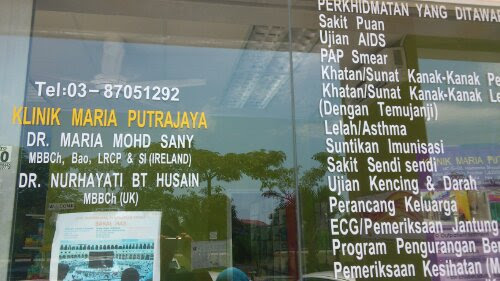 Tel:03-87051292
KLINIK MARIA PUTRAJAYA
DR. MARIA MOHD SANY
MBBCh, Bao, LRCP & SI (IRELAND)
DR. NURHAYATI BT HUSAIN
MBBCh (UK)
PERKHIDMATAN YANG DITAWA
Sakit Puan
Ujian AIDS
PAP Smear
Khatan/Sunat Kanak-Kanak Pe
Khatan/Sunat Kanak-Kanak Le
(Dengan Temujanji)
Lelah/Asthma
Suntikan Imunisasi
Sakit Sendi sendi
Ujian Kencing & Darah
Perancang Keluarga
ECG/Pemeriksaan Jantung
Program Pengurangan Ber
Pemeriksaan Kesihatan (M